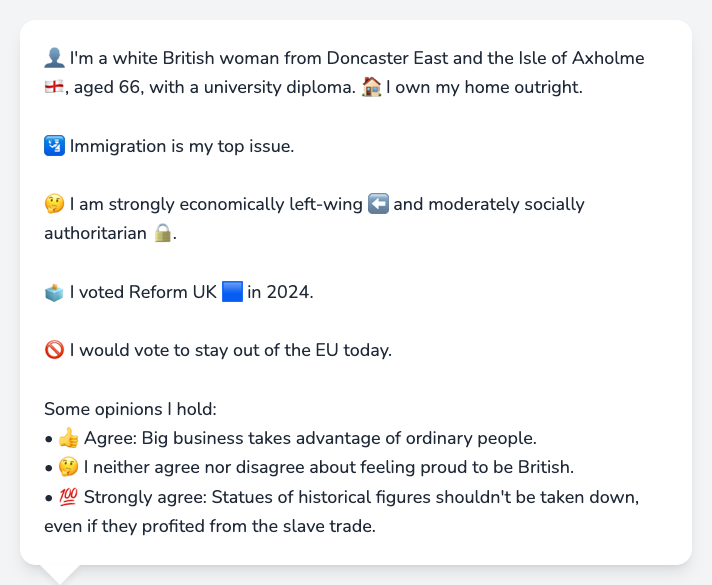 👤 I'm a white British woman from Doncaster East and the Isle of Axholme
🏴󠁧󠁢󠁥󠁮󠁧󠁿, aged 66, with a university diploma. 🏠 I own my home outright.
🛂 Immigration is my top issue.
🤔 I am strongly economically left-wing ⬅️ and moderately socially
authoritarian 🔒.
🗳️ I voted Reform UK 🟦 in 2024.
🚫 I would vote to stay out of the EU today.
Some opinions I hold:
• 👍 Agree: Big business takes advantage of ordinary people.
• 🤔 I neither agree nor disagree about feeling proud to be British.
• 💯 Strongly agree: Statues of historical figures shouldn't be taken down,
even if they profited from the slave trade.